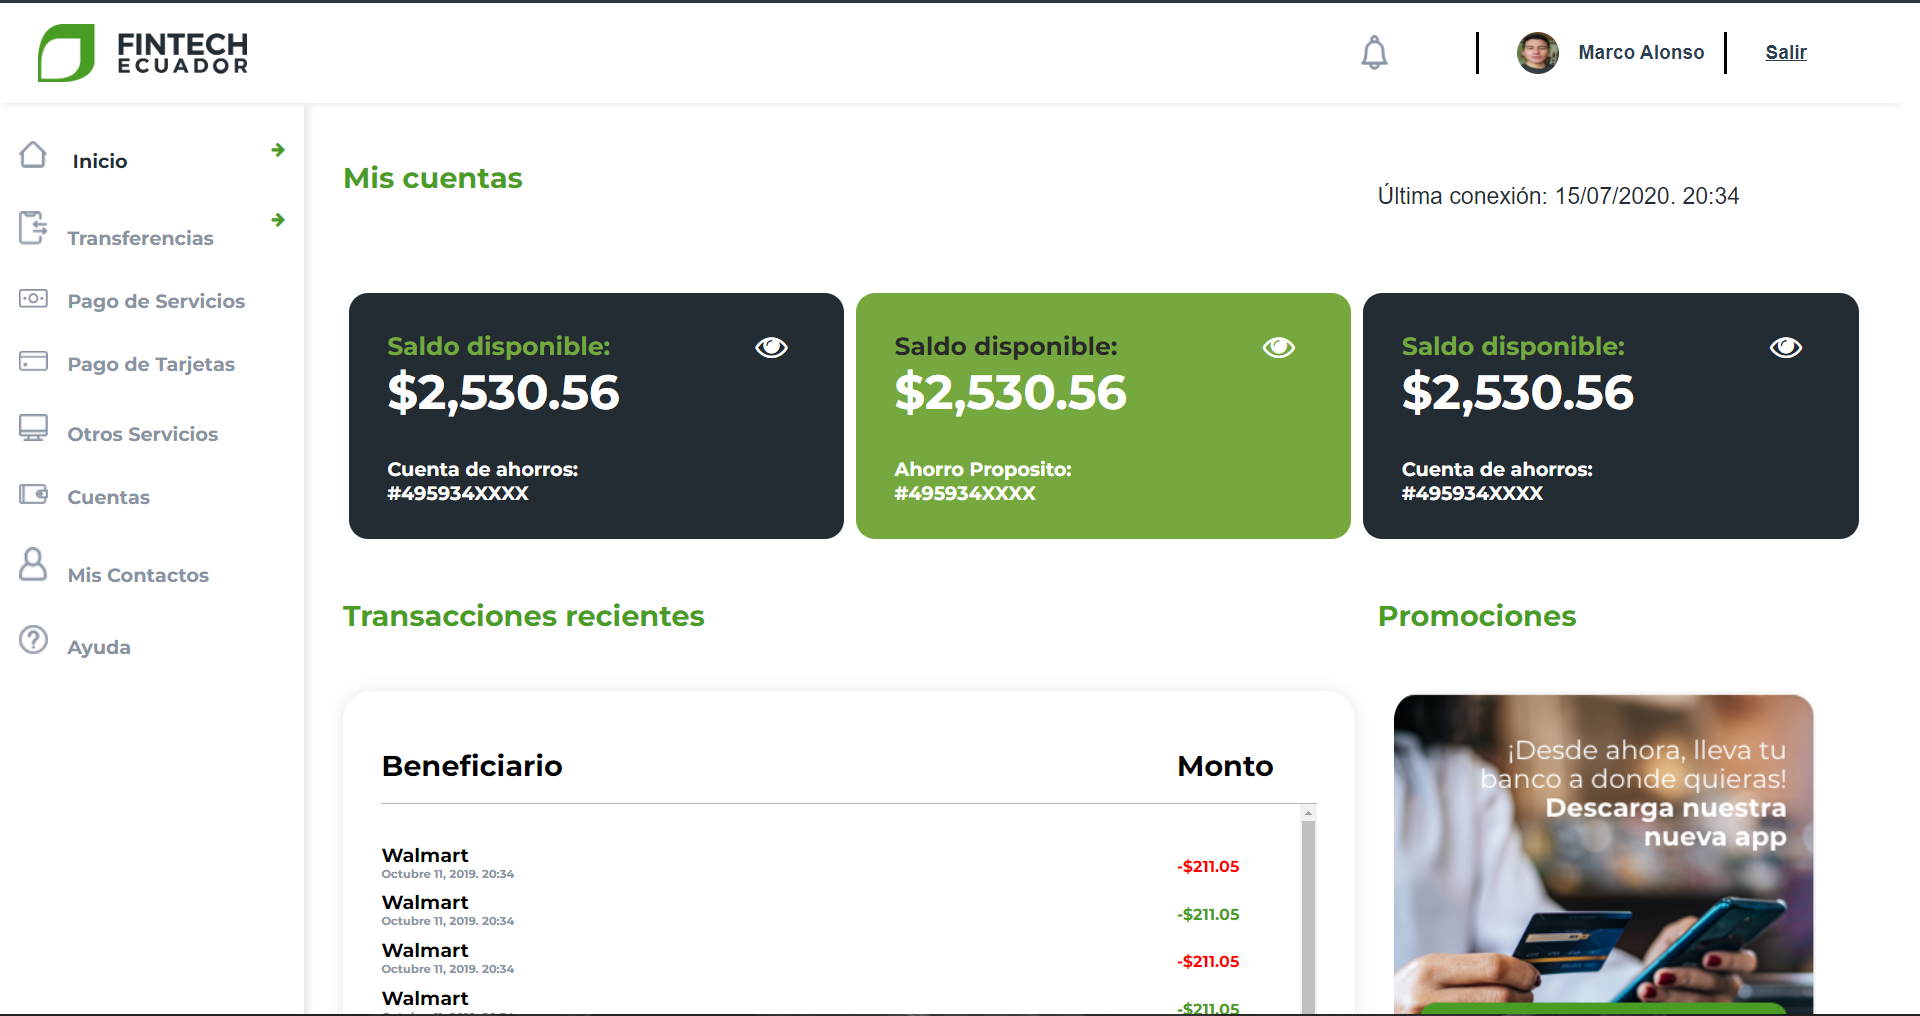 FINTECH
ECUADOR
Marco Alonso
Salir
Inicio
Transferencias
Pago de Servicios
Pago de Tarjetas
Otros Servicios
Cuentas
Mis Contactos
Ayuda
Mis cuentas
Última conexión: 15/07/2020. 20:34
Saldo disponible:
$2,530.56
Cuenta de ahorros:
#495934XXXX
Saldo disponible:
$2,530.56
Ahorro Proposito:
#495934XXXX
Saldo disponible:
$2,530.56
Cuenta de ahorros:
#495934XXXX
Transacciones recientes
Beneficiario Monto
Walmart
Octubre 11, 2019. 20:34
-$211.05
Walmart
Octubre 11, 2019. 20:34
-$211.05
Walmart
Octubre 11, 2019. 20:34
-$211.05
Walmart
-$211.05
Promociones
¡Desde ahora, lleva tu
banco a donde quieras!
Descarga nuestra
nueva app